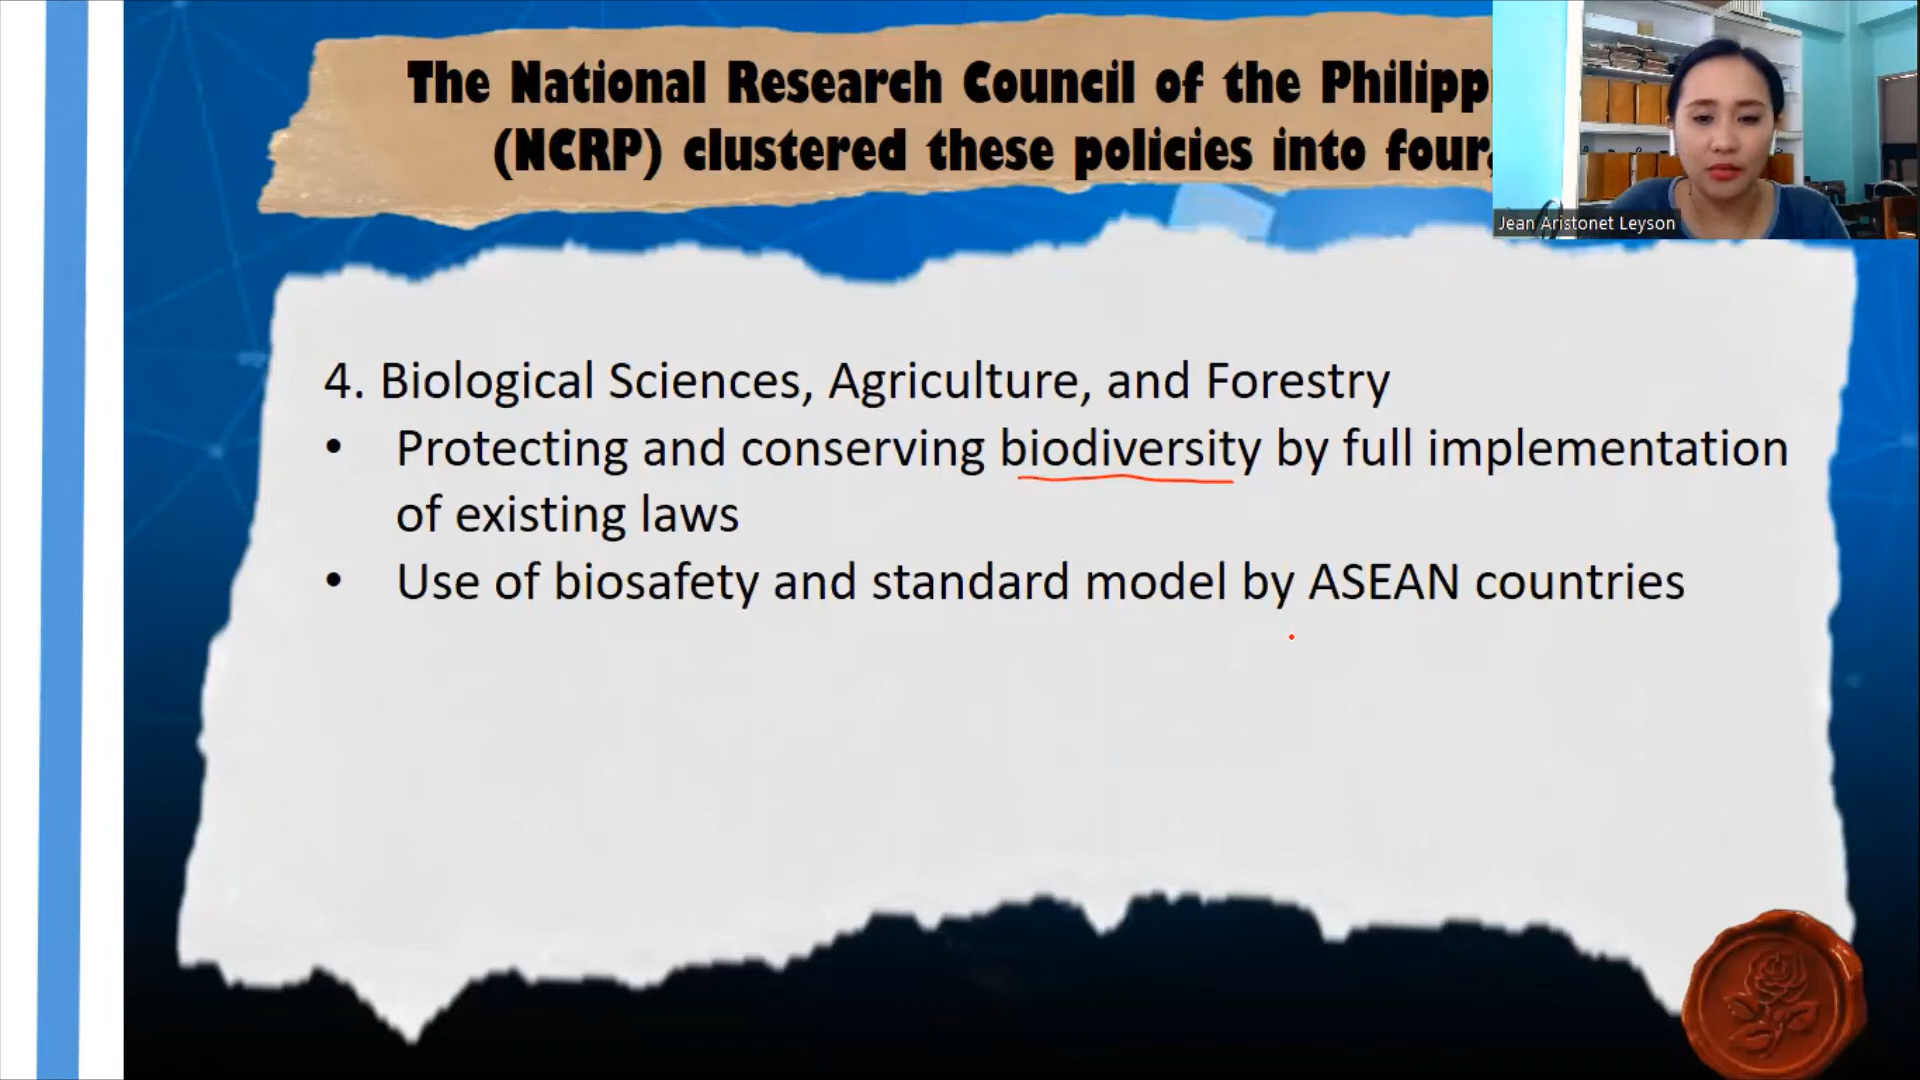 The National Research Council of the Philipp
(NCRP) clustered these policies into four,
Jean Aristonet Leyson
4. Biological Sciences, Agriculture, and Forestry
• Protecting and conserving biodiversity by full implementation
of existing laws
• Use of biosafety and standard model by ASEAN countries